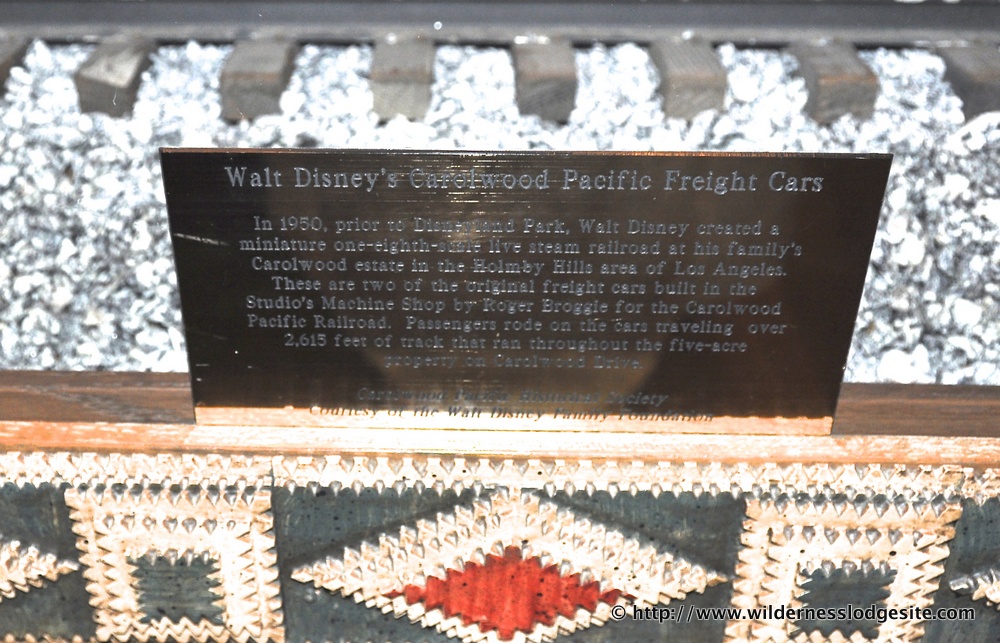 Walt Disney's Carolwood Pacific Freight Cars
In 1950, prior to Disneyland Park, Walt Disney created a
miniature one-eighth-scale live steam railroad at his family's
Carolwood estate in the Holmby Hills area of Los Angeles.
These are two of the original freight cars built in the
Studio's Machine Shop by Roger Broggie for the Carolwood
Pacific Railroad. Passengers rode on the cars traveling over
2,615 feet of track that ran throughout the five-acre
property on Carolwood Drive.
Carolwood Pacific Historical Society
Courtesy of the Walt Disney Family Foundation
© http://www.wildernesslodgesite.com